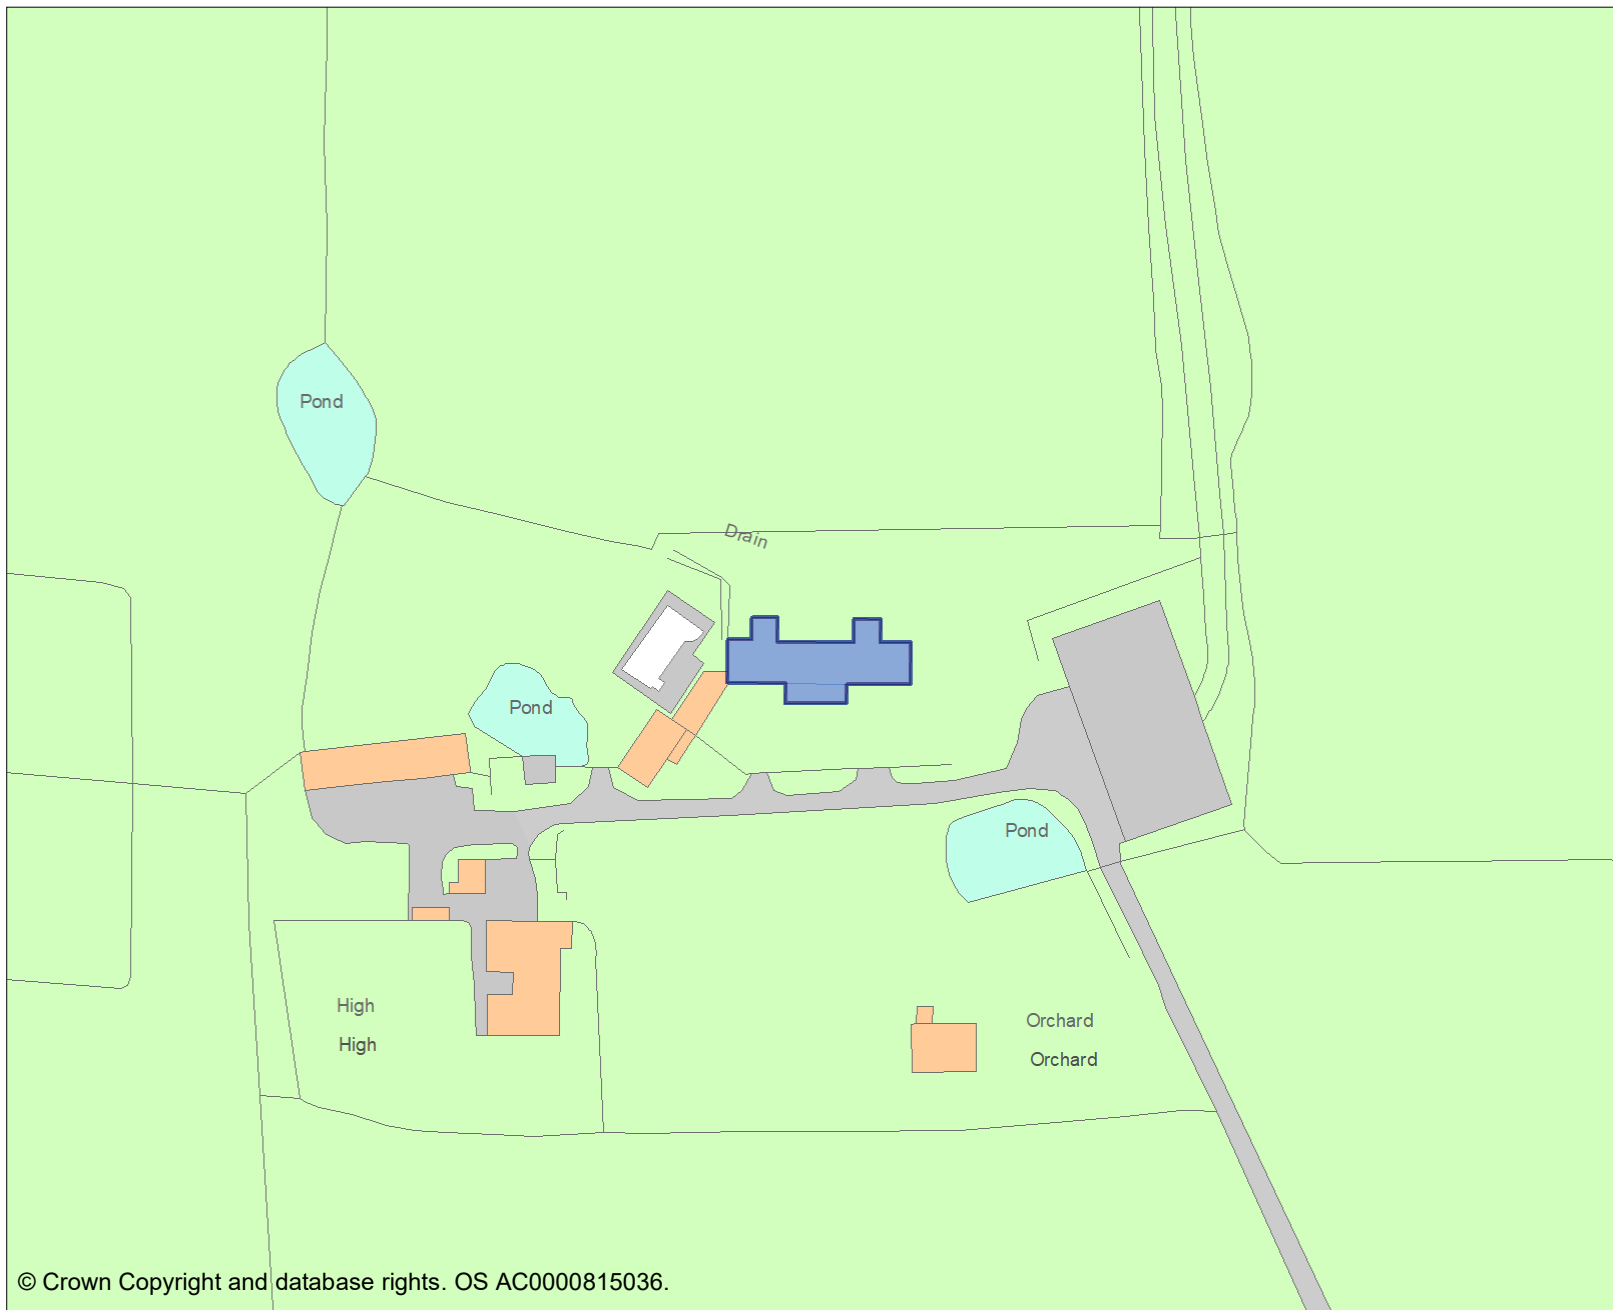 Pond
Drain
Pond
Pond
High
High
Orchard
Orchard
© Crown Copyright and database rights. OS AC0000815036.